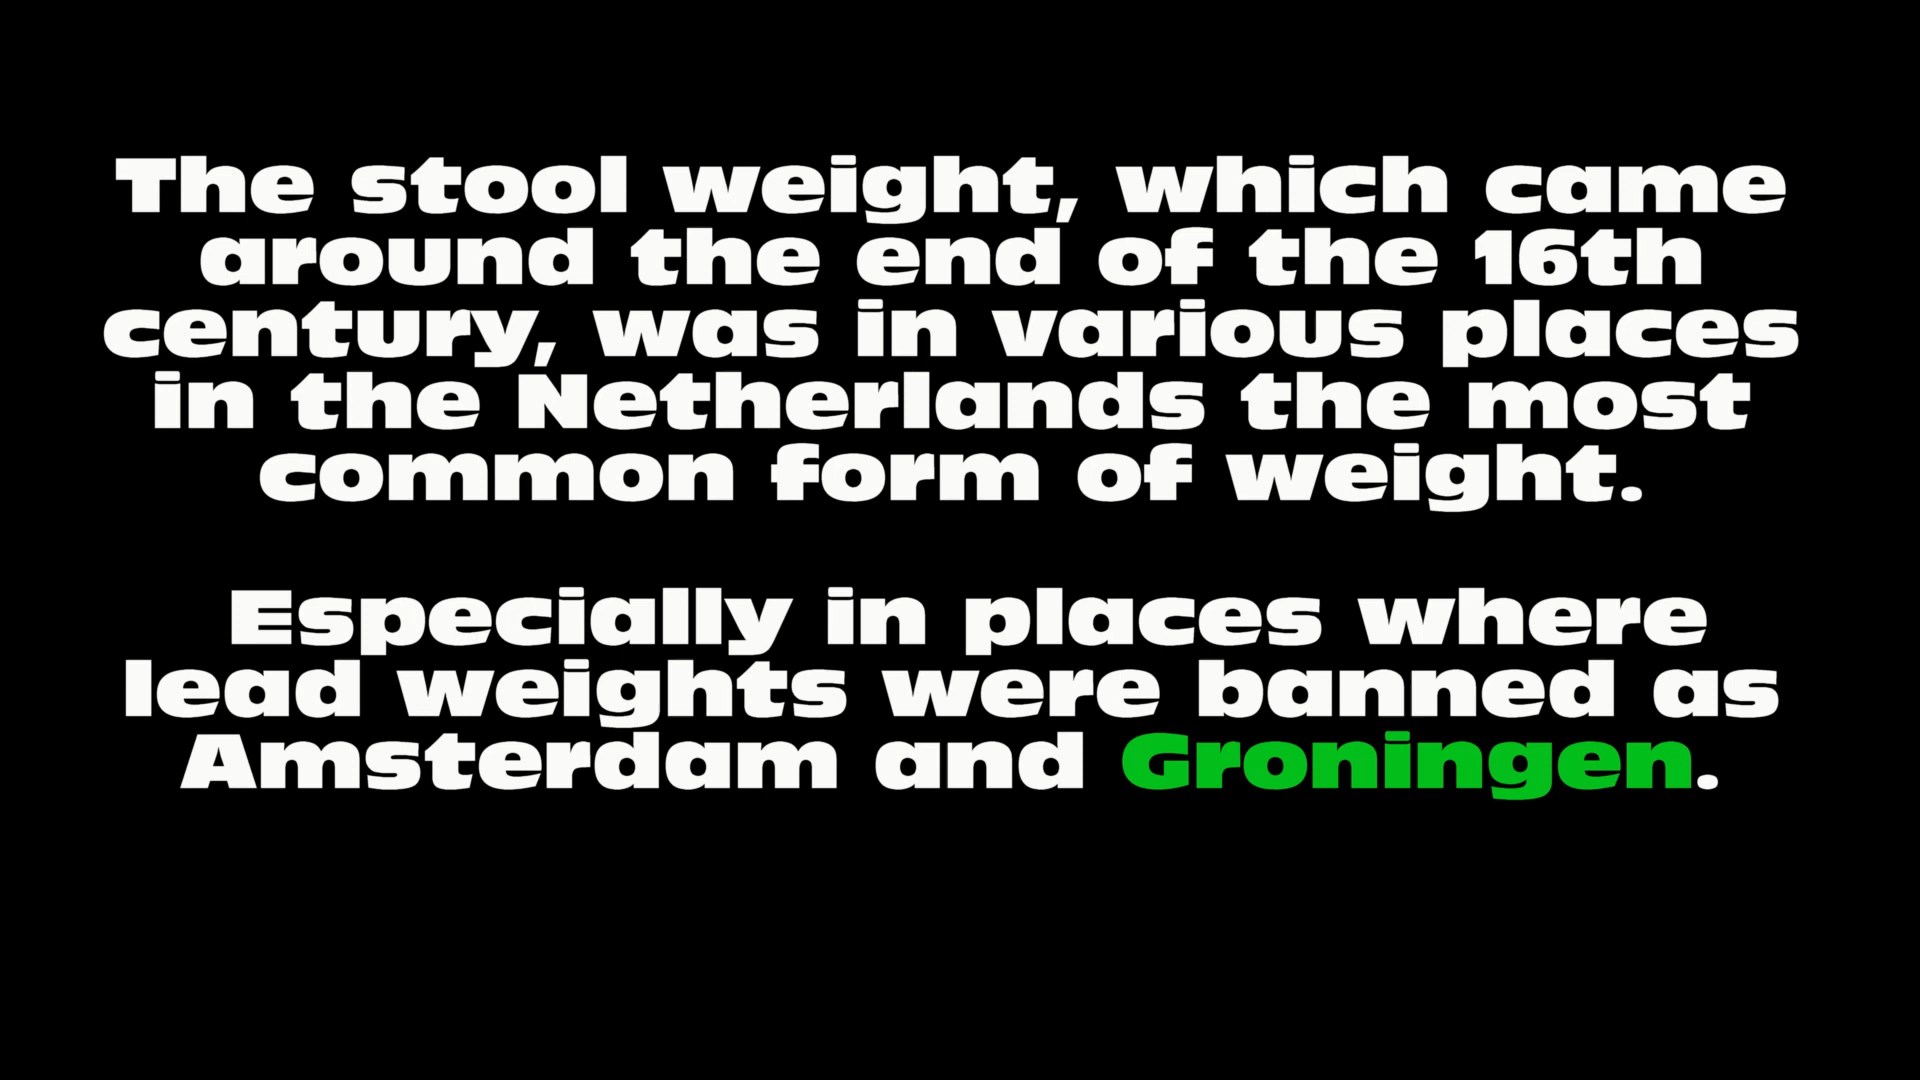 The stool weight, which came
around the end of the 16th
century, was in various places
in the Netherlands the most
common form of weight.
Especially in places where
lead weights were banned as
Amsterdam and Groningen.